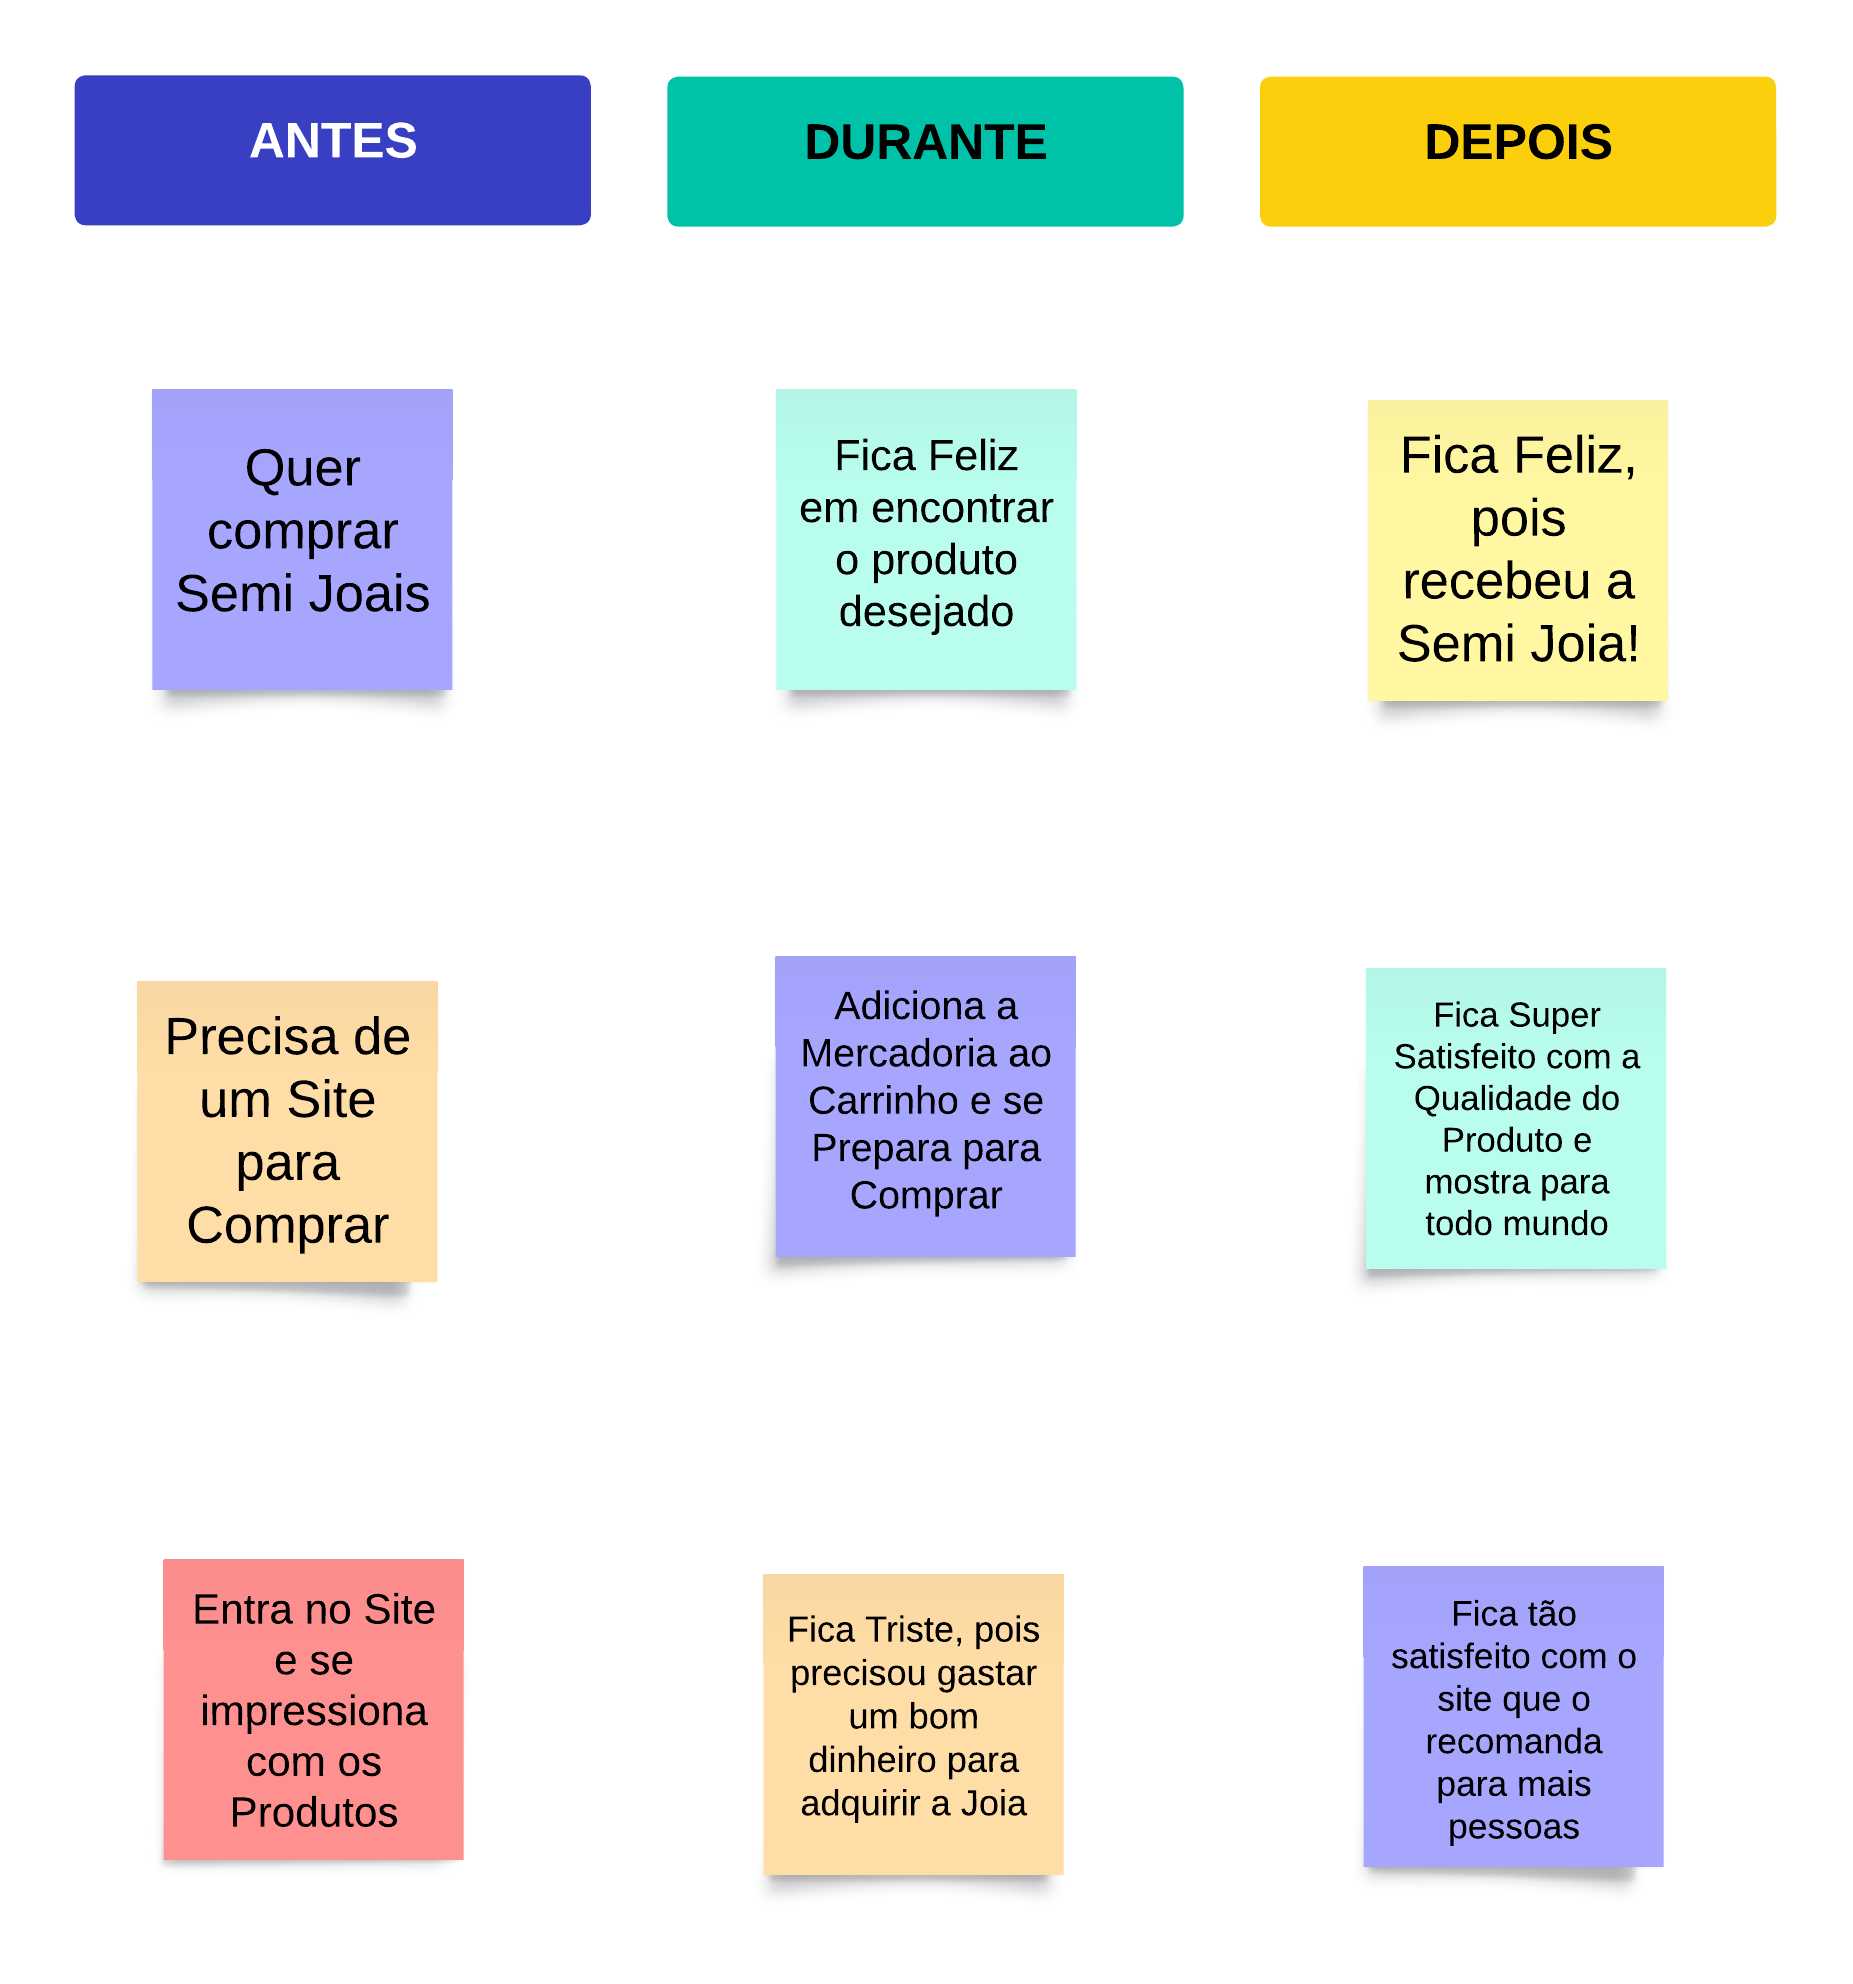 ANTES
DURANTE
DEPOIS
Quer
comprar
Semi Joais
Fica Feliz
em encontrar
o produto
desejado
Fica Feliz,
pois
recebeu a
Semi Joia!
Precisa de
um Site
para
Comprar
Adiciona a
Mercadoria ao
Carrinho e se
Prepara para
Comprar
Fica Super
Satisfeito com a
Qualidade do
Produto e
mostra para
todo mundo
Entra no Site
e se
impressiona
com os
Produtos
Fica Triste, pois
precisou gastar
um bom
dinheiro para
adquirir a Joia
Fica tão
satisfeito com o
site que o
recomanda
para mais
pessoas